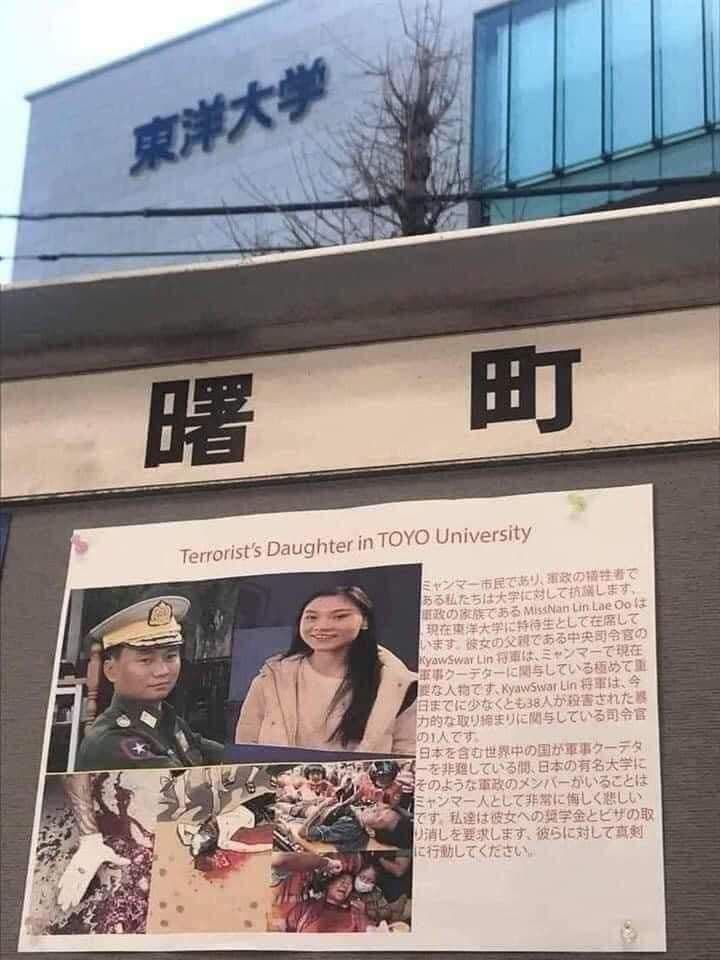 東洋大学
曙町
Terrorist's Daughter in TOYO University
ミャンマー市民であり、軍政の犠牲者で
ある私たちは大学に対して抗議します、
軍政の家族である MissNan Lin Lae Oo は
、現在東洋大学に特待生として在席して
います。彼女の父親である中央司令官の
KyawSwar Lin 将軍は、ミャンマーで現在
軍事クーデターに関与している極めて重
要な人物です、KyawSwar Lin 将軍は、今
日までに少なくとも38人が殺害された暴
力的な取り締まりに関与している司令官
の1人です。
日本を含む世界中の国が軍事クーデタ
ーを非難している間、日本の有名大学に
そのような軍政のメンバーがいることは
ミャンマー人として非常に悔しく悲しい
です。私達は彼女への奨学金とビザの取
り消しを要求します、彼らに対して真剣
に行動してください。